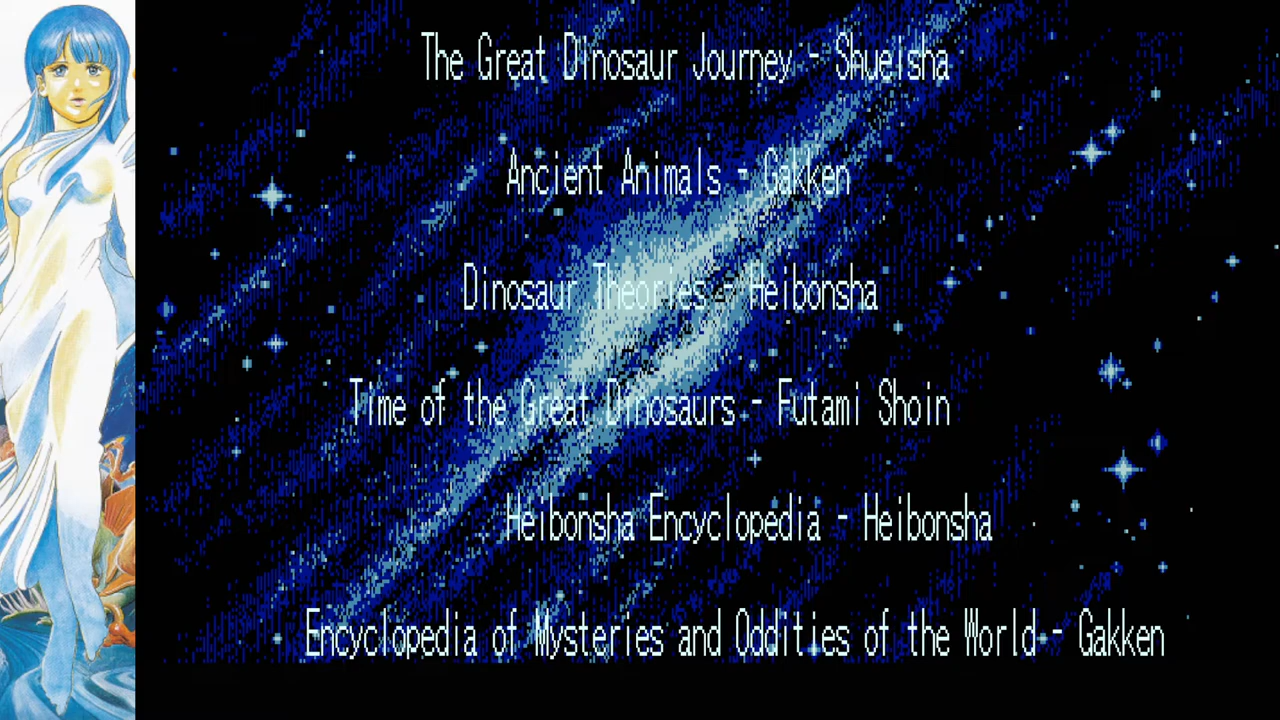 The Great Dinosaur Journey - Shueisha
Ancient Animals - Gakken
Dinosaur Theories - Heibonsha
Time of the Great Dinosaurs - Futami Shoin
Heibonsha Encyclopedia - Heibonsha
Encyclopedia of Mysteries and Oddities of the World - Gakken